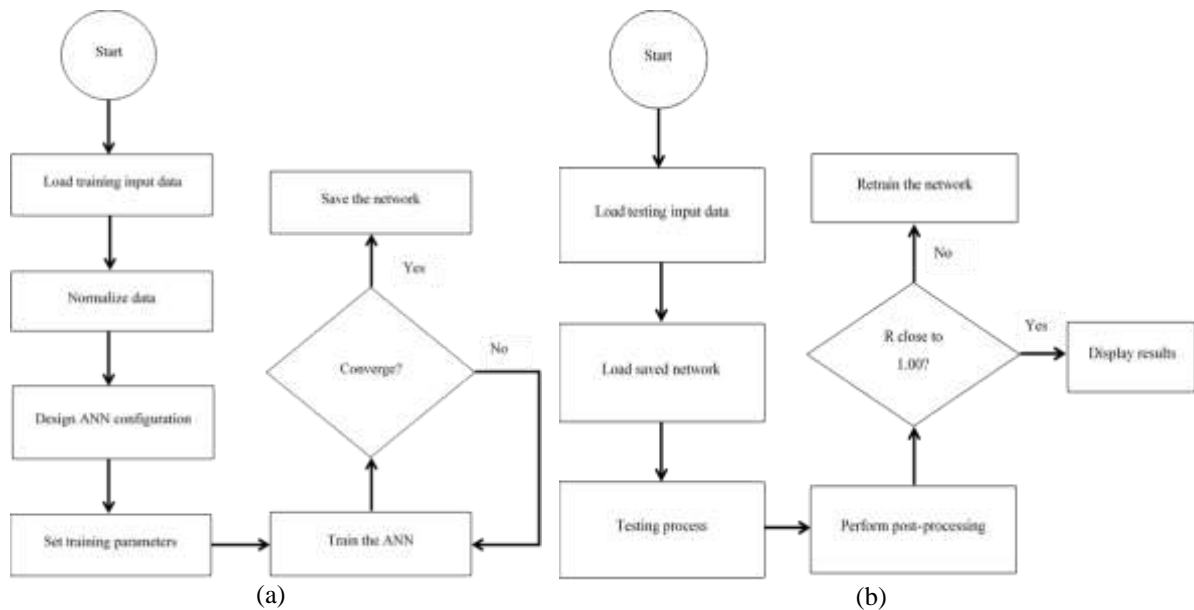 Start
Load training input data
Normalize data
Design ANN configuration
Set training parameters
Train the ANN
Converge?
Yes
No
Save the network
(a)
Start
Load testing input data
Load saved network
Testing process
Perform post-processing
R close to
1.00?
No
Yes
Retrain the network
Display results
(b)